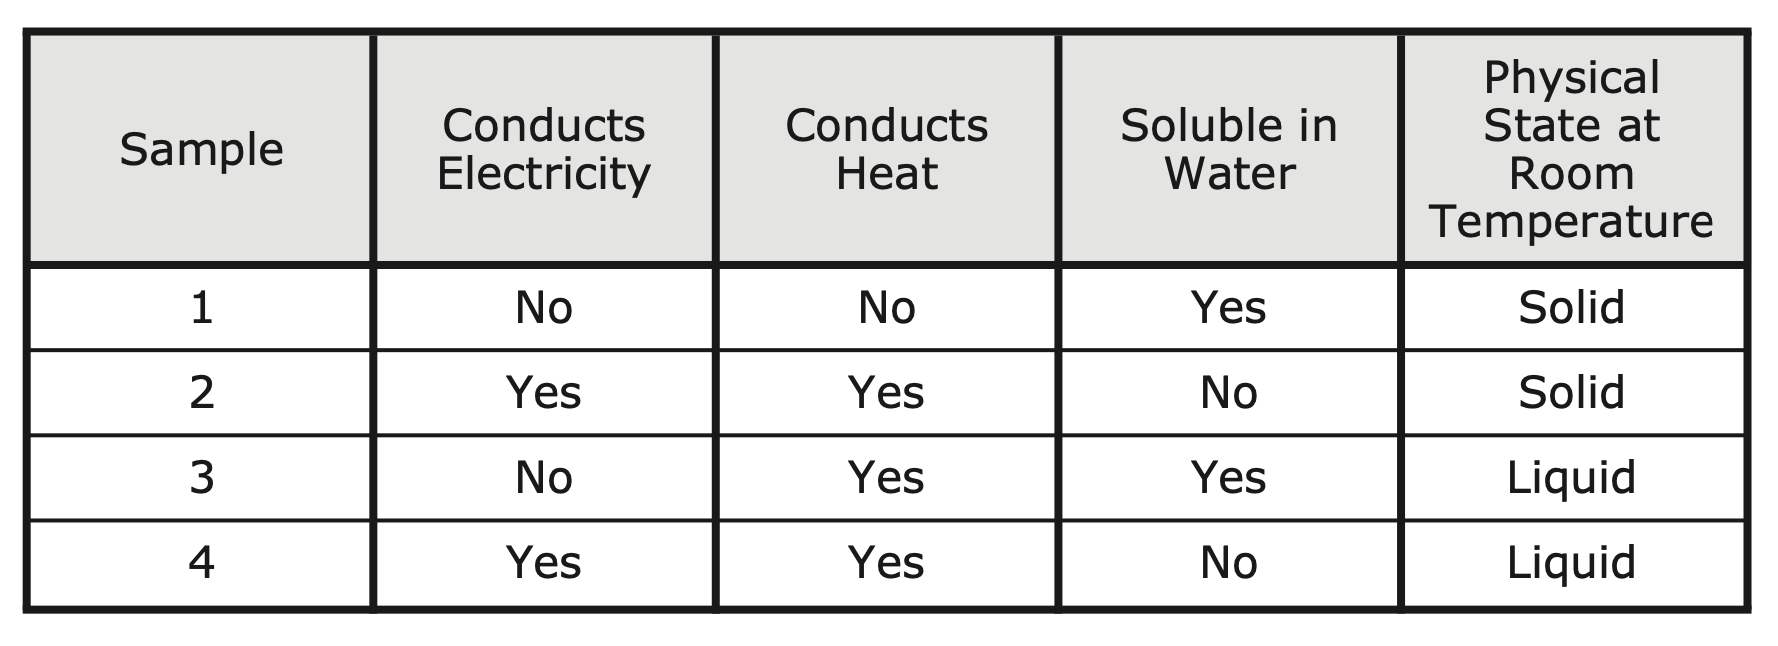 Sample Conducts Electricity Conducts Heat Soluble in Water Physical State at Room Temperature
1 No No Yes Solid
2 Yes Yes No Solid
3 No Yes Yes Liquid
4 Yes Yes No Liquid